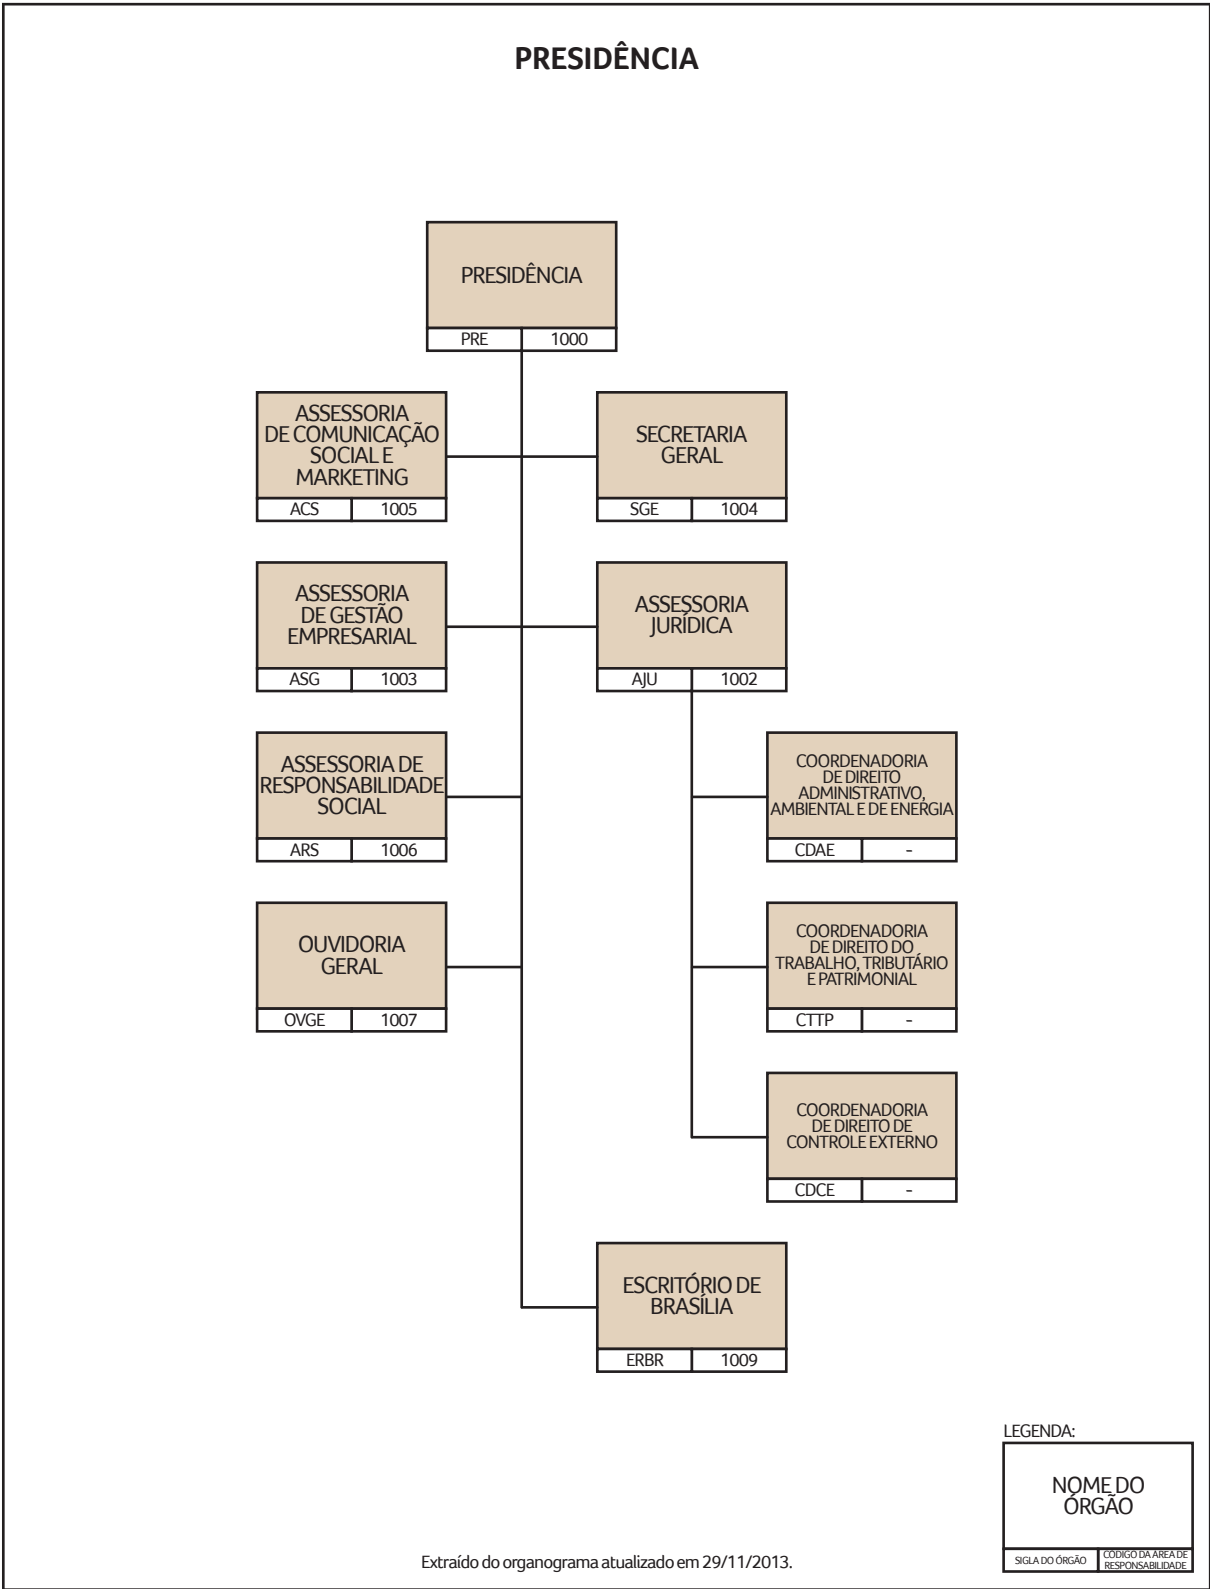 PRESIDÊNCIA
PRESIDÊNCIA
PRE 1000
ASSESSORIA
DE COMUNICAÇÃO
SOCIAL E
MARKETING
ACS 1005
SECRETARIA
GERAL
SGE 1004
ASSESSORIA
DE GESTÃO
EMPRESARIAL
ASG 1003
ASSESSORIA
JURÍDICA
AJU 1002
ASSESSORIA DE
RESPONSABILIDADE
SOCIAL
ARS 1006
COORDENADORIA
DE DIREITO
ADMINISTRATIVO,
AMBIENTAL E DE ENERGIA
CDAE -
OUVIDORIA
GERAL
OVGE 1007
COORDENADORIA
DE DIREITO DO
TRABALHO, TRIBUTÁRIO
E PATRIMONIAL
CTTP -
COORDENADORIA
DE DIREITO DE
CONTROLE EXTERNO
CDCE -
ESCRITÓRIO DE
BRASÍLIA
ERBR 1009
LEGENDA:
NOME DO
ÓRGÃO
SIGLA DO ÓRGÃO
CÓDIGO DA ÁREA DE
RESPONSABILIDADE
Extraído do organograma atualizado em 29/11/2013.